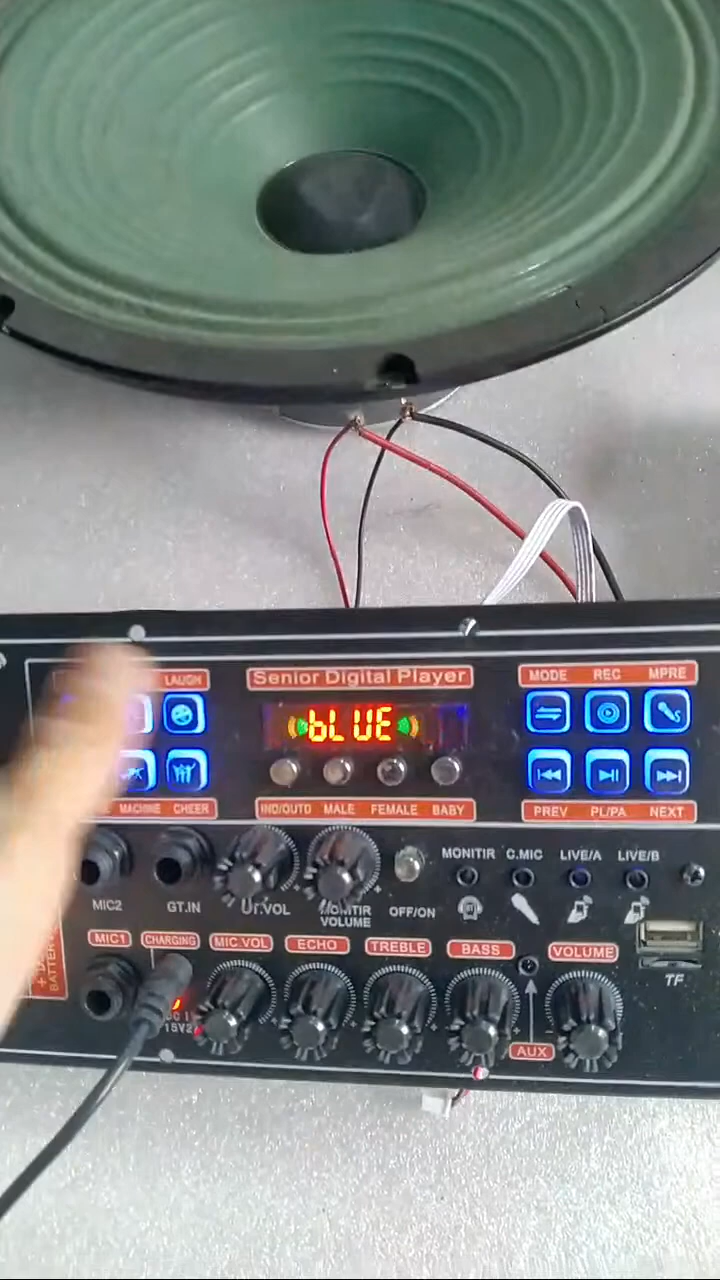 LAUGH
Senior Digital Player
MODE REC MPRE
bLUE
MACHINE CHEER
IND/OUTD MALE FEMALE BABY
PREV PL/PA NEXT
MONITIR C.MIC LIVE/A LIVE/B
MIC2 GT.IN VOL MONITIR VOLUME OFF/ON
MIC1 CHARGING MIC.VOL ECHO TREBLE BASS VOLUME
TF
AUX